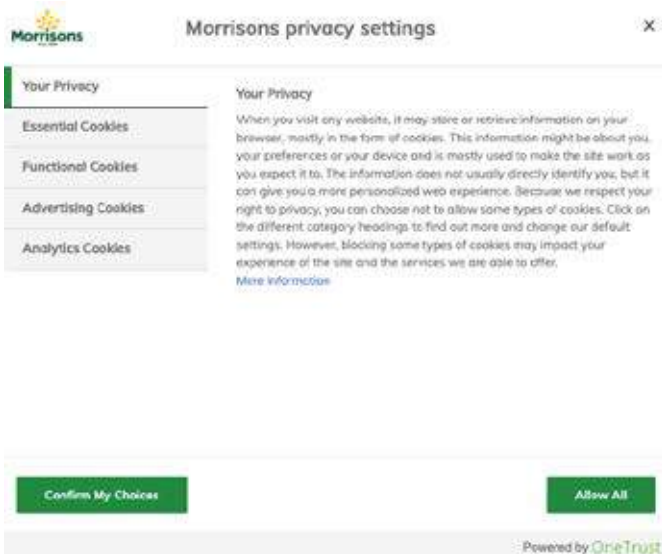 Morrisons
Morrisons privacy settings
X
Your Privacy
Essential Cookies
Functional Cookies
Advertising Cookies
Analytics Cookies
Your Privacy
When you visit any website, it may store or retrieve information on your
browser, mostly in the form of cookies. This information might be about you,
your preferences or your device and is mostly used to make the site work as
you expect it to. The information does not usually directly identify you, but it
can give you a more personalized web experience. Because we respect your
right to privacy, you can choose not to allow some types of cookies. Click on
the different category headings to find out more and change our default
settings. However, blocking some types of cookies may impact your
experience of the site and the services we are able to offer.
More information
Confirm My Choices
Allow All
Powered by OneTrust